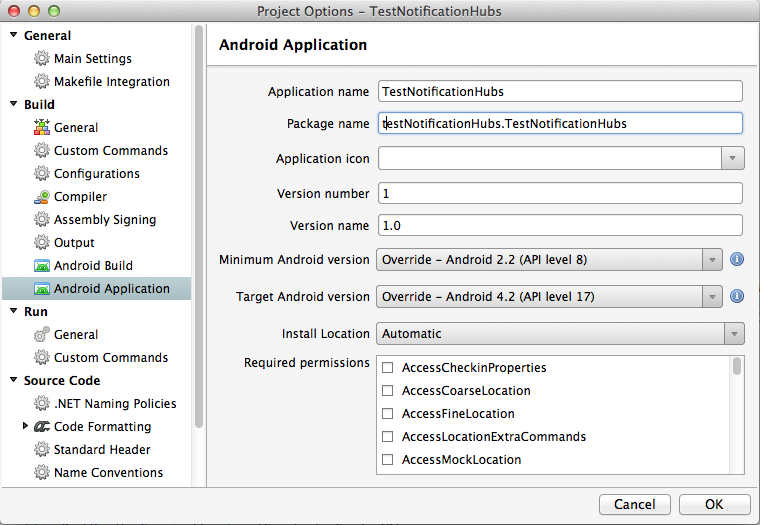 Project Options – TestNotificationHubs
General
Main Settings
Makefile Integration
Build
General
Custom Commands
Configurations
Compiler
Assembly Signing
Output
Android Build
Android Application
Run
General
Custom Commands
Source Code
.NET Naming Policies
Code Formatting
Standard Header
Name Conventions
Android Application
Application name TestNotificationHubs
Package name testNotificationHubs.TestNotificationHubs
Application icon
Version number 1
Version name 1.0
Minimum Android version Override – Android 2.2 (API level 8)
Target Android version Override – Android 4.2 (API level 17)
Install Location Automatic
Required permissions AccessCheckinProperties
AccessCoarseLocation
AccessFineLocation
AccessLocationExtraCommands
AccessMockLocation
Cancel OK